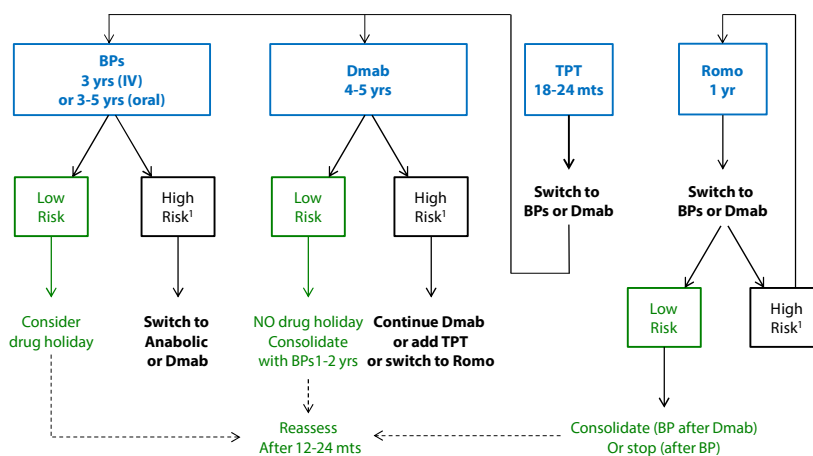 BPs
3 yrs (IV)
or 3-5 yrs (oral)
Dmab
4-5 yrs
TPT
18-24 mts
Romo
1 yr
Low
Risk
High
Risk¹
Low
Risk
High
Risk¹
Switch to
BPs or Dmab
Switch to
BPs or Dmab
Consider
drug holiday
Switch to
Anabolic
or Dmab
NO drug holiday
Consolidate
with BPs1-2 yrs
Continue Dmab
or add TPT
or switch to Romo
Low
Risk
High
Risk¹
Reassess
After 12-24 mts
Consolidate (BP after Dmab)
Or stop (after BP)